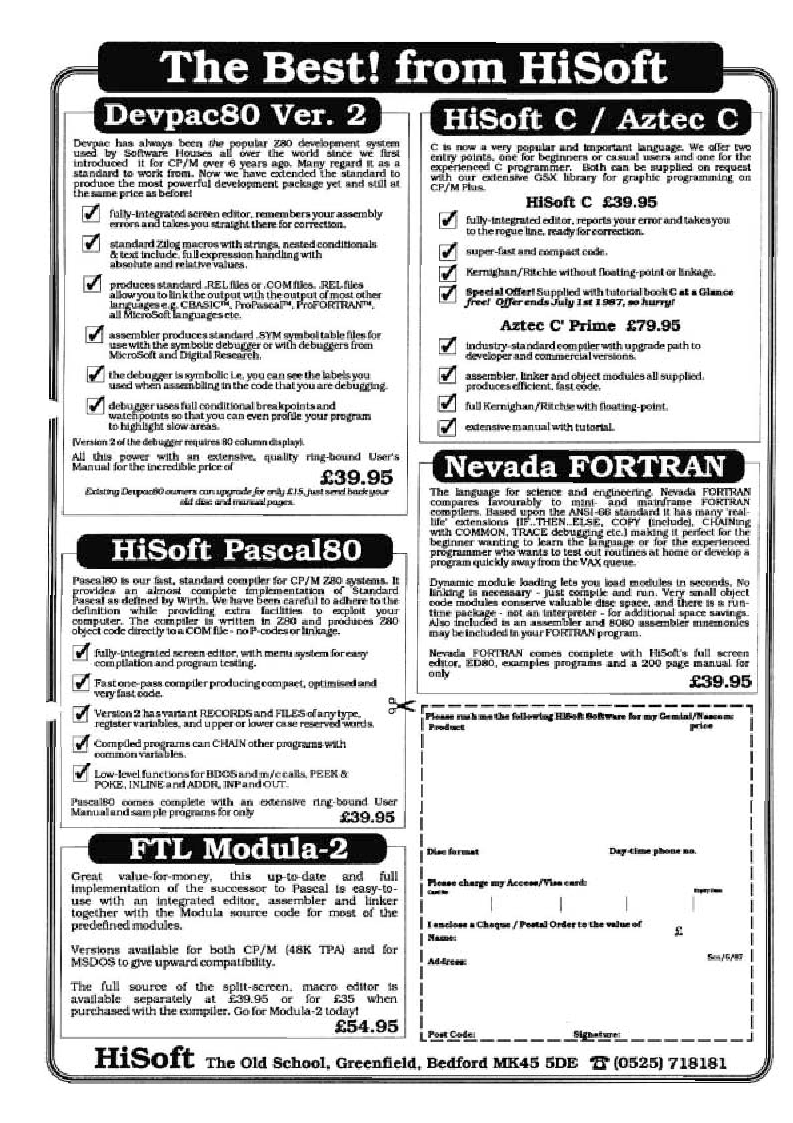 The Best! from HiSoft
Devpac80 Ver. 2
Devpac has always been the popular Z80 development system
used by Software Houses all over the world since we first
introduced it for CP/M over 6 years ago. Many regard it as a
standard to work from. Now we have extended the standard to
produce the most powerful development package yet and still at
the same price as before!
✓ fully-integrated screen editor, remembers your assembly
errors and takes you straight there for correction.
✓ standard Zilog macros with strings, nested conditionals
& text include, full expression handling with
absolute and relative values.
✓ produces standard .REL files or .COM files. .REL files
allow you to link the output with the output of most other
languages e.g. CBASIC™, ProPascal™, ProFORTRAN™,
all MicroSoft languages etc.
✓ assembler produces standard .SYM symbol table files for
use with the symbolic debugger or with debuggers from
MicroSoft and Digital Research.
✓ the debugger is symbolic i.e. you can see the labels you
used when assembling in the code that you are debugging.
✓ debugger uses full conditional breakpoints and
watchpoints so that you can even profile your program
to highlight slow areas.
(Version 2 of the debugger requires 80 column display).
All this power with an extensive, quality ring-bound User's
Manual for the incredible price of
£39.95
Existing Devpac80 owners can upgrade for only £15, just send back your
old disc and manual pages.
HiSoft Pascal80
Pascal80 is our fast, standard compiler for CP/M Z80 systems. It
provides an almost complete implementation of Standard
Pascal as defined by Wirth. We have been careful to adhere to the
definition while providing extra facilities to exploit your
computer. The compiler is written in Z80 and produces Z80
object code directly to a COM file - no P-codes or linkage.
✓ fully-integrated screen editor, with menu system for easy
compilation and program testing.
✓ Fast one-pass compiler producing compact, optimised and
very fast code.
✓ Version 2 has variant RECORDS and FILES of any type,
register variables, and upper or lower case reserved words.
✓ Compiled programs can CHAIN other programs with
common variables.
✓ Low-level functions for BDOS and m/c calls, PEEK &
POKE, INLINE and ADDR, INP and OUT.
Pascal80 comes complete with an extensive ring-bound User
Manual and sample programs for only
£39.95
FTL Modula-2
Great value-for-money, this up-to-date and full
implementation of the successor to Pascal is easy-to-
use with an integrated editor, assembler and linker
together with the Modula source code for most of the
predefined modules.
Versions available for both CP/M (48K TPA) and for
MSDOS to give upward compatibility.
The full source of the split-screen, macro editor is
available separately at £39.95 or for £35 when
purchased with the compiler. Go for Modula-2 today!
£54.95
HiSoft C / Aztec C
C is now a very popular and important language. We offer two
entry points, one for beginners or casual users and one for the
experienced C programmer. Both can be supplied on request
with our extensive GSX library for graphic programming on
CP/M Plus.
HiSoft C £39.95
✓ fully-integrated editor, reports your error and takes you
to the rogue line, ready for correction.
✓ super-fast and compact code.
✓ Kernighan/Ritchie without floating-point or linkage.
✓ Special Offer! Supplied with tutorial book C at a Glance
free! Offer ends July 1st 1987, so hurry!
Aztec C' Prime £79.95
✓ industry-standard compiler with upgrade path to
developer and commercial versions.
✓ assembler, linker and object modules all supplied,
produces efficient, fast code.
✓ full Kernighan/Ritchie with floating-point.
✓ extensive manual with tutorial.
Nevada FORTRAN
The language for science and engineering. Nevada FORTRAN
compares favourably to mini- and mainframe FORTRAN
compilers. Based upon the ANSI-66 standard it has many 'real-
life' extensions (IF..THEN..ELSE, COPY (include), CHAINing
with COMMON, TRACE debugging etc.) making it perfect for the
beginner wanting to learn the language or for the experienced
programmer who wants to test out routines at home or develop a
program quickly away from the VAX queue.
Dynamic module loading lets you load modules in seconds. No
linking is necessary - just compile and run. Very small object
code modules conserve valuable disc space, and there is a run-
time package - not an interpreter - for additional space savings.
Also included is an assembler and 8080 assembler mnemonics
may be included in your FORTRAN program.
Nevada FORTRAN comes complete with HiSoft's full screen
editor, ED80, examples programs and a 200 page manual for
only
£39.95
Please rush me the following HiSoft Software for my Gemini/Nascom:
Product price
Disc format Day-time phone no.
Please charge my Access/Visa card:
Card No Expiry Date
I enclose a Cheque / Postal Order to the value of £
Name:
Address: Sco/5/87
Post Code: Signature:
HiSoft The Old School, Greenfield, Bedford MK45 5DE ☎ (0525) 718181